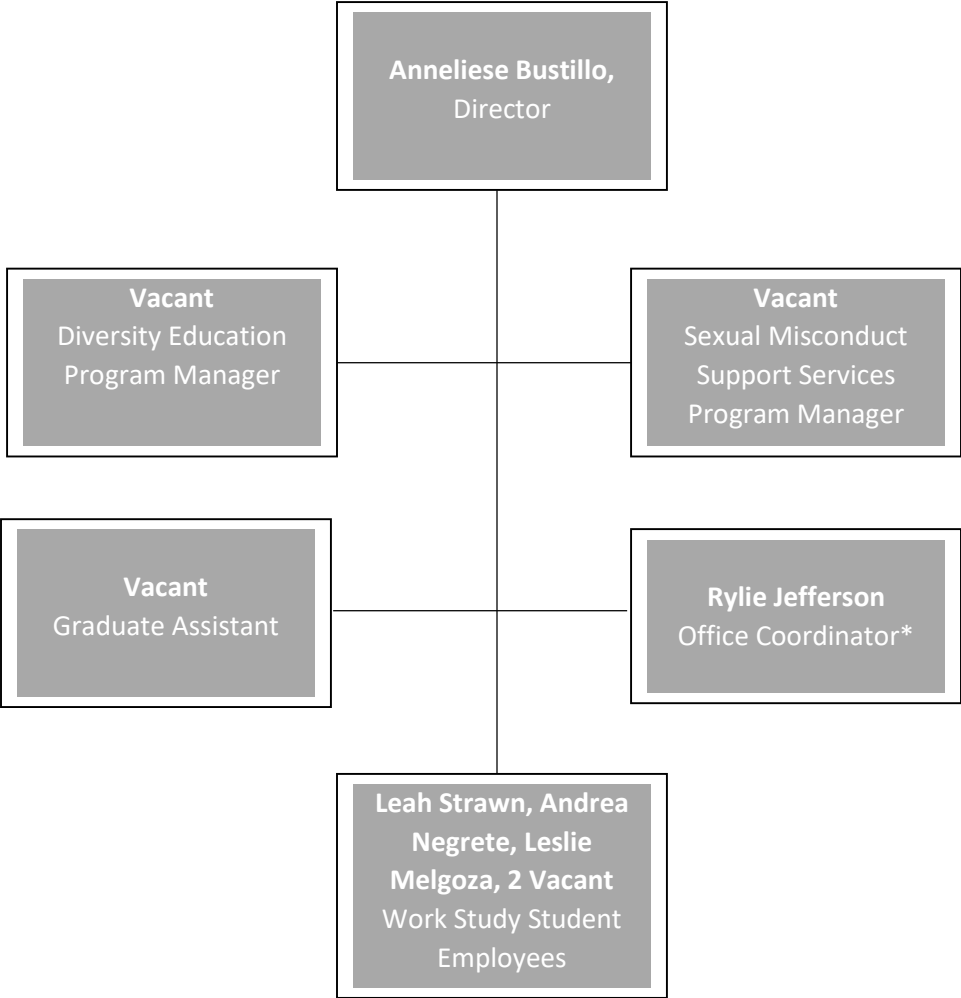 Anneliese Bustillo,
Director
Vacant
Diversity Education
Program Manager
Vacant
Sexual Misconduct
Support Services
Program Manager
Vacant
Graduate Assistant
Rylie Jefferson
Office Coordinator*
Leah Strawn, Andrea
Negrete, Leslie
Melgoza, 2 Vacant
Work Study Student
Employees